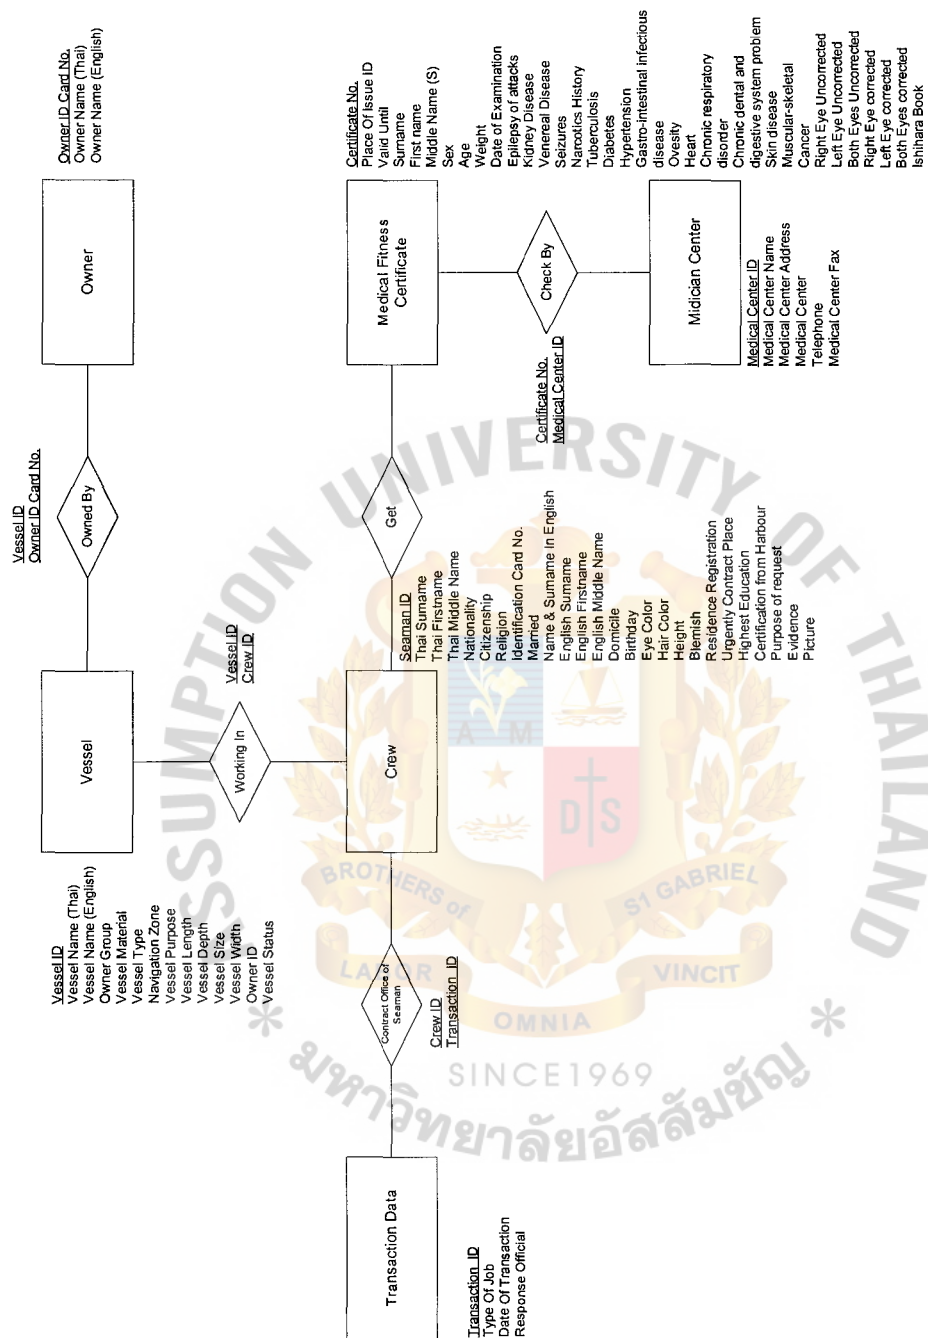 Vessel ID
Vessel Name (Thai)
Vessel Name (English)
Owner Group
Vessel Material
Vessel Type
Navigation Zone
Vessel Purpose
Vessel Length
Vessel Depth
Vessel Size
Vessel Width
Owner ID
Vessel Status
Vessel
Vessel ID
Owner ID Card No.
Owned By
Owner
Owner ID Card No.
Owner Name (Thai)
Owner Name (English)
Working In
Vessel ID
Crew ID
Transaction Data
Transaction ID
Type Of Job
Date Of Transaction
Response Official
Contract Office of
Seaman
Crew ID
Transaction ID
Crew
Seaman ID
Thai Surname
Thai Firstname
Thai Middle Name
Nationality
Citizenship
Religion
Identification Card No.
Married
Name & Surname In English
English Surname
English Firstname
English Middle Name
Domicile
Birthday
Eye Color
Hair Color
Height
Blemish
Residence Registration
Urgently Contract Place
Highest Education
Certification from Harbour
Purpose of request
Evidence
Picture
Get
Medical Fitness
Certificate
Certificate No.
Place Of Issue ID
Valid Until
Surname
First name
Middle Name (S)
Sex
Age
Weight
Date of Examination
Epilepsy of attacks
Kidney Disease
Venereal Disease
Seizures
Narcotics History
Tuberculosis
Diabetes
Hypertension
Gastro-intestinal infectious
disease
Ovesity
Heart
Chronic respiratory
disorder
Chronic dental and
digestive system problem
Skin disease
Muscular-skeletal
Cancer
Right Eye Uncorrected
Left Eye Uncorrected
Both Eyes Uncorrected
Right Eye corrected
Left Eye corrected
Both Eyes corrected
Ishihara Book
Check By
Certificate No.
Medical Center ID
Midician Center
Medical Center ID
Medical Center Name
Medical Center Address
Medical Center
Telephone
Medical Center Fax
ASSUMPTION UNIVERSITY OF THAILAND
A M
D S
BROTHERS of
ST GABRIEL
LABOR
VINCIT
OMNIA
SINCE 1969
* มหาวิทยาลัยอัสสัมชัญ *